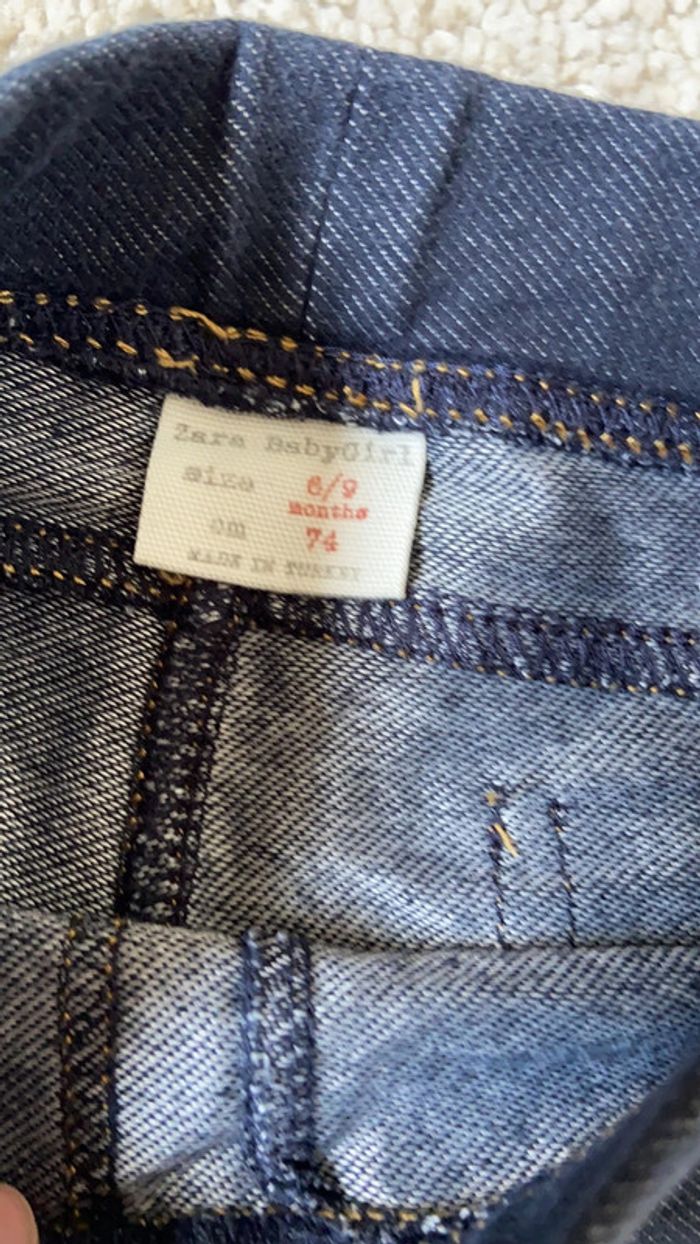 Zara BabyGirl
size 6/9
months
cm 74
MADE IN TURKEY